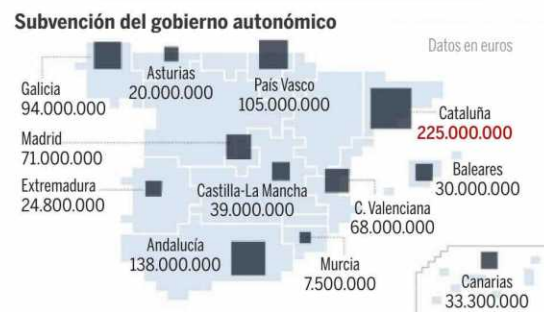 Subvención del gobierno autonómico
Datos en euros
Galicia
94.000.000
Asturias
20.000.000
País Vasco
105.000.000
Cataluña
225.000.000
Madrid
71.000.000
Extremadura
24.800.000
Castilla-La Mancha
39.000.000
C. Valenciana
68.000.000
Baleares
30.000.000
Andalucía
138.000.000
Murcia
7.500.000
Canarias
33.300.000